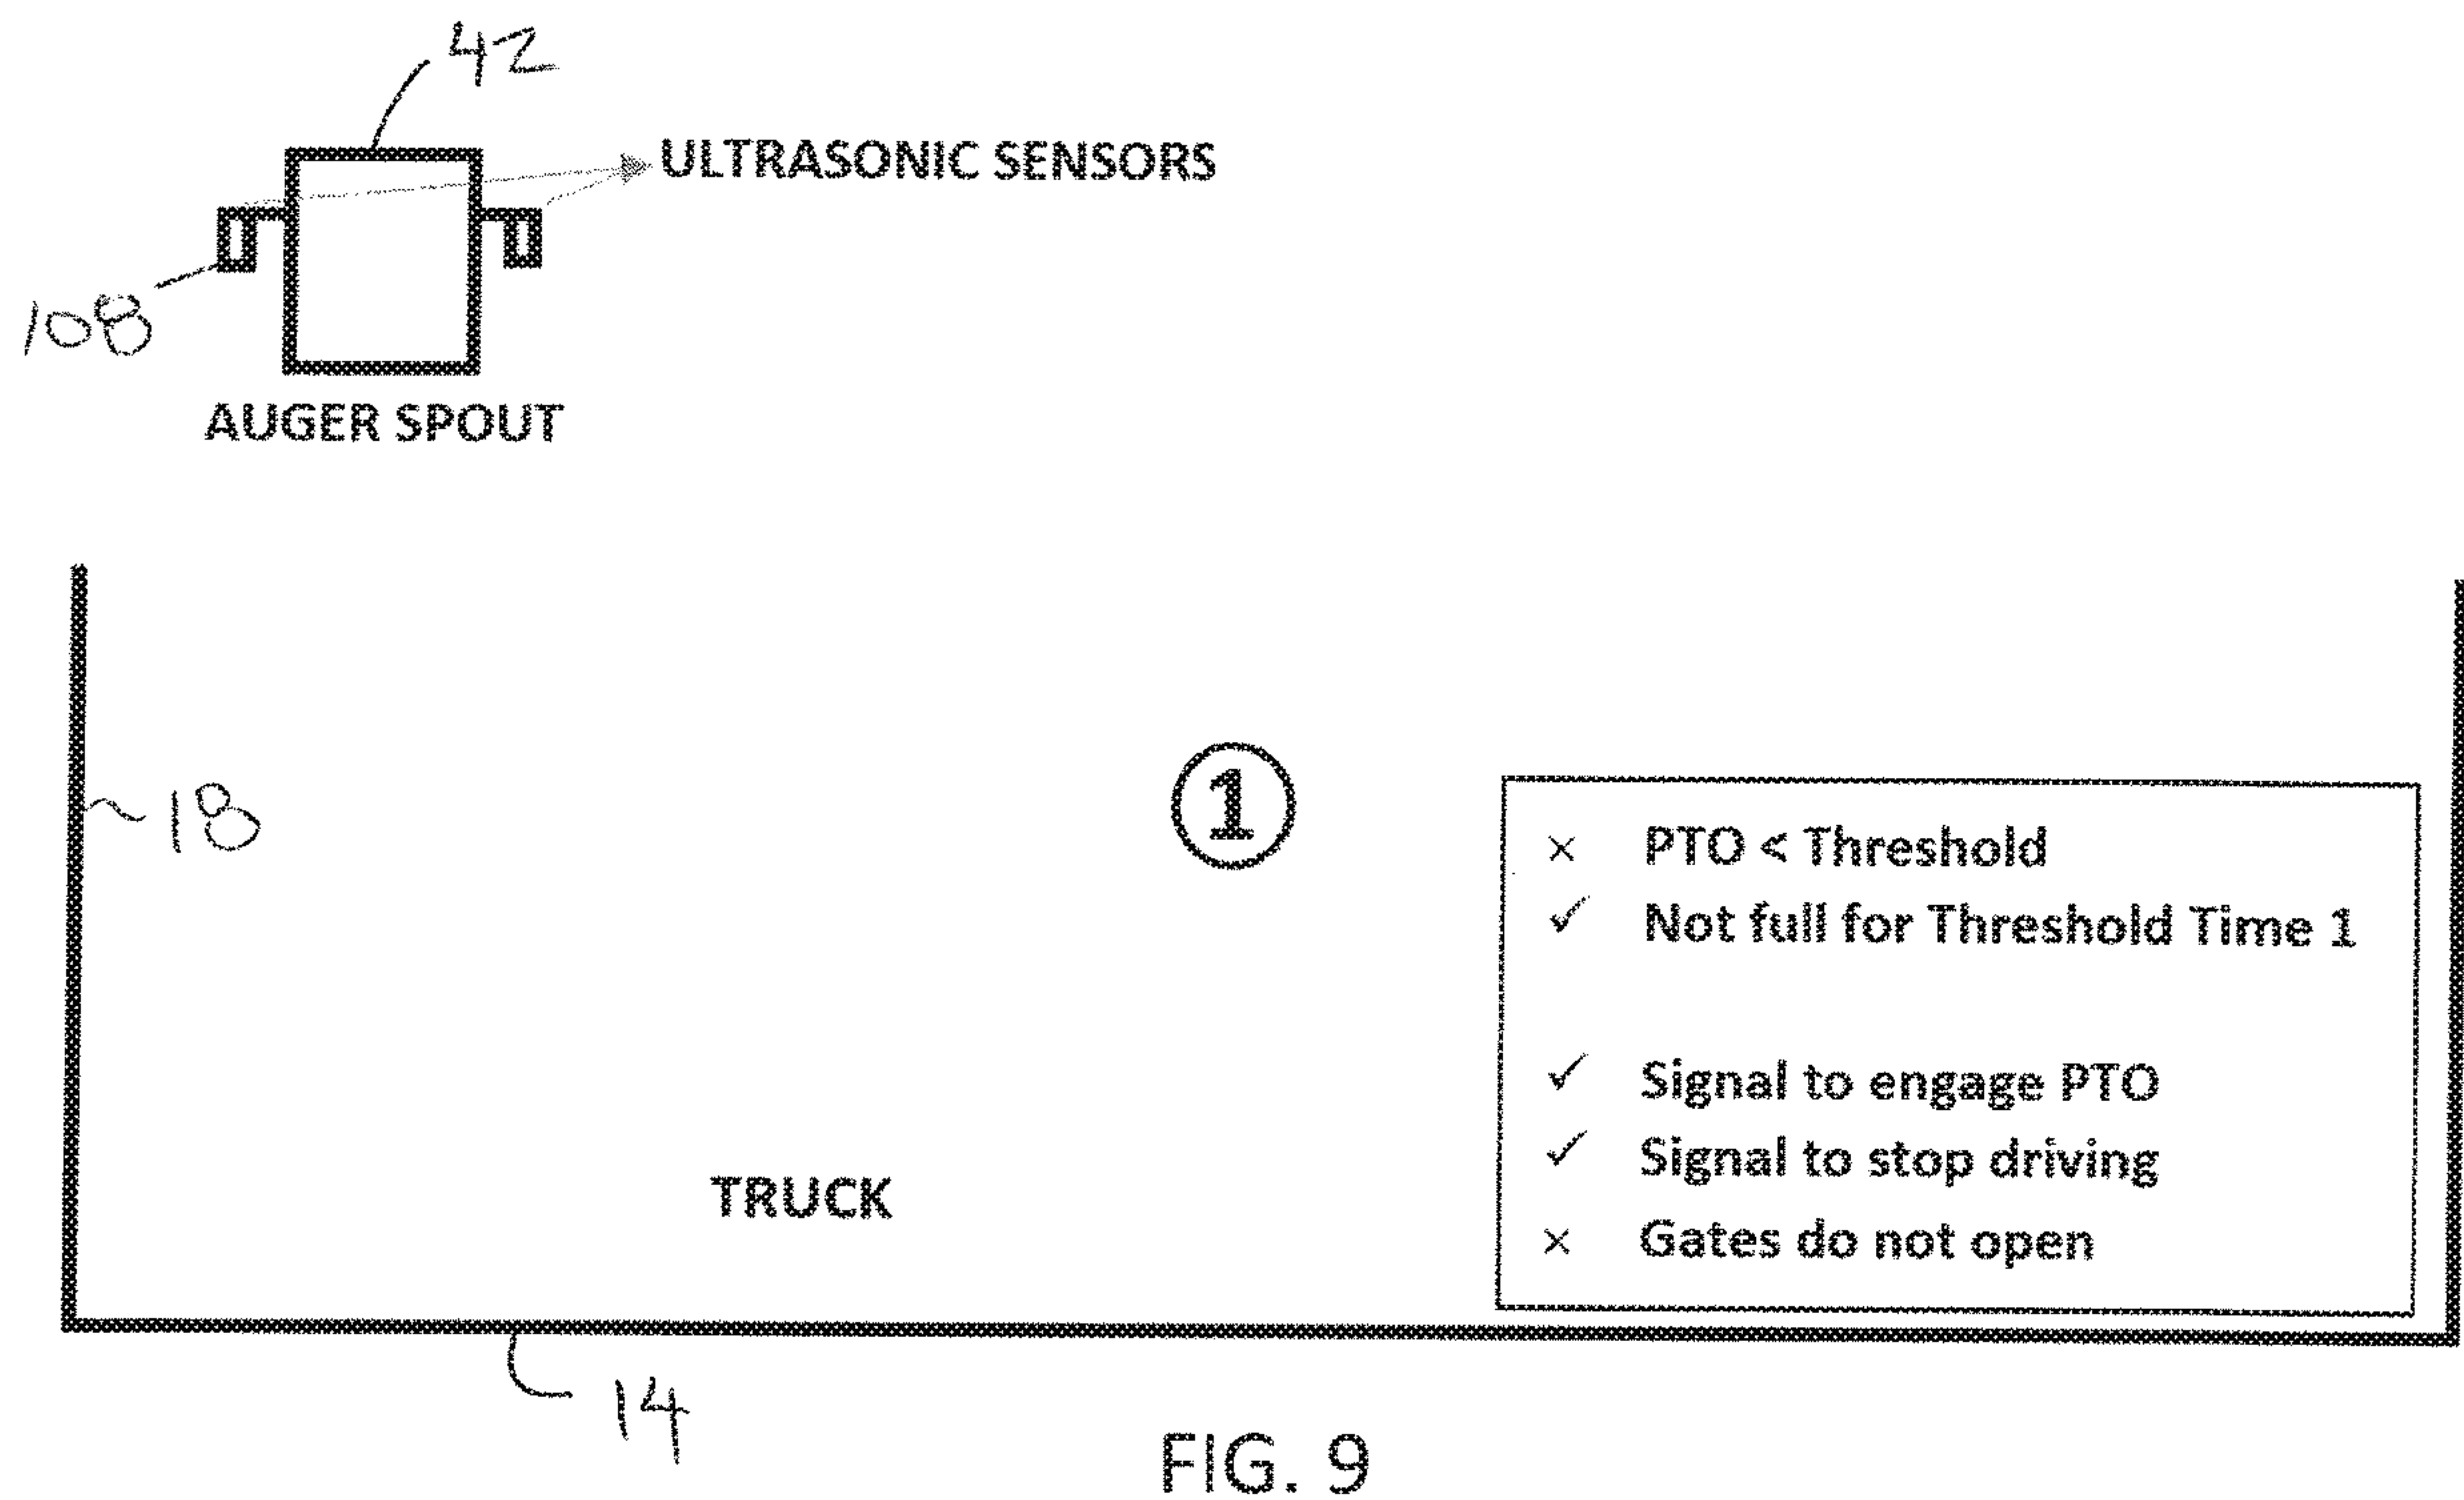 42
ULTRASONIC SENSORS
108
AUGER SPOUT
18
1
× PTO < Threshold
✓ Not full for Threshold Time 1
✓ Signal to engage PTO
✓ Signal to stop driving
× Gates do not open
TRUCK
14
FIG. 9